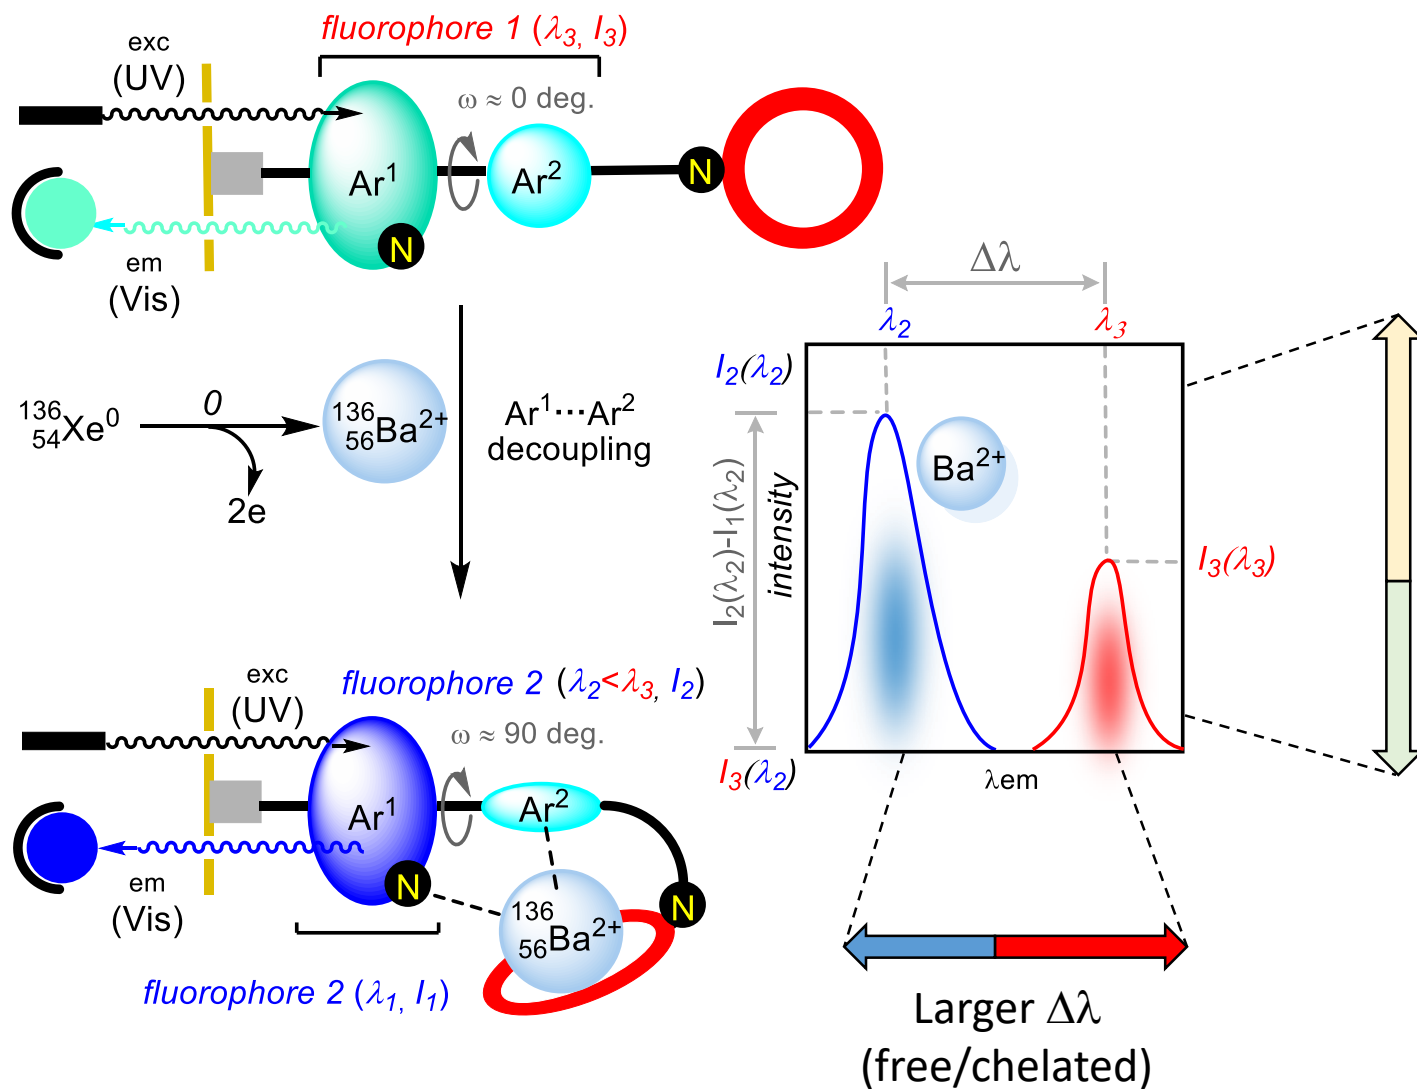 fluorophore 1 (λ3, I3)
exc
(UV)
ω ≈ 0 deg.
Ar1
Ar2
N
N
em
(Vis)
136
54Xe0
0
2e
136
56Ba2+
Ar1···Ar2
decoupling
Δλ
λ2
λ3
I2(λ2)
I3(λ3)
I2(λ2)-I1(λ2)
intensity
Ba2+
I3(λ2)
λem
fluorophore 2 (λ2<λ3, I2)
exc
(UV)
ω ≈ 90 deg.
Ar1
Ar2
N
N
136
56Ba2+
em
(Vis)
fluorophore 2 (λ1, I1)
Larger Δλ
(free/chelated)